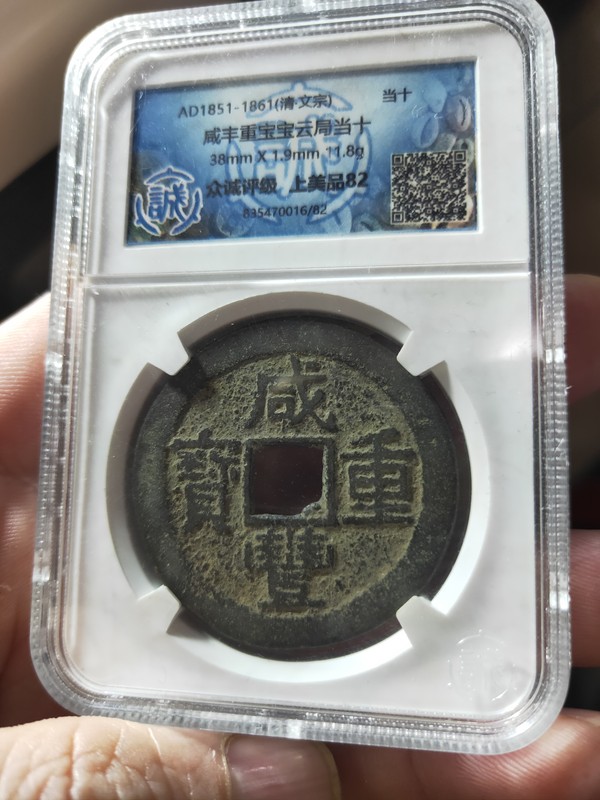 AD1851-1861(清·文宗) 当十
咸丰重宝宝云局当十
38mm X 1.9mm 11.8g
众诚评级 上美品82
835470016/82
誠
咸
寶 重
豐